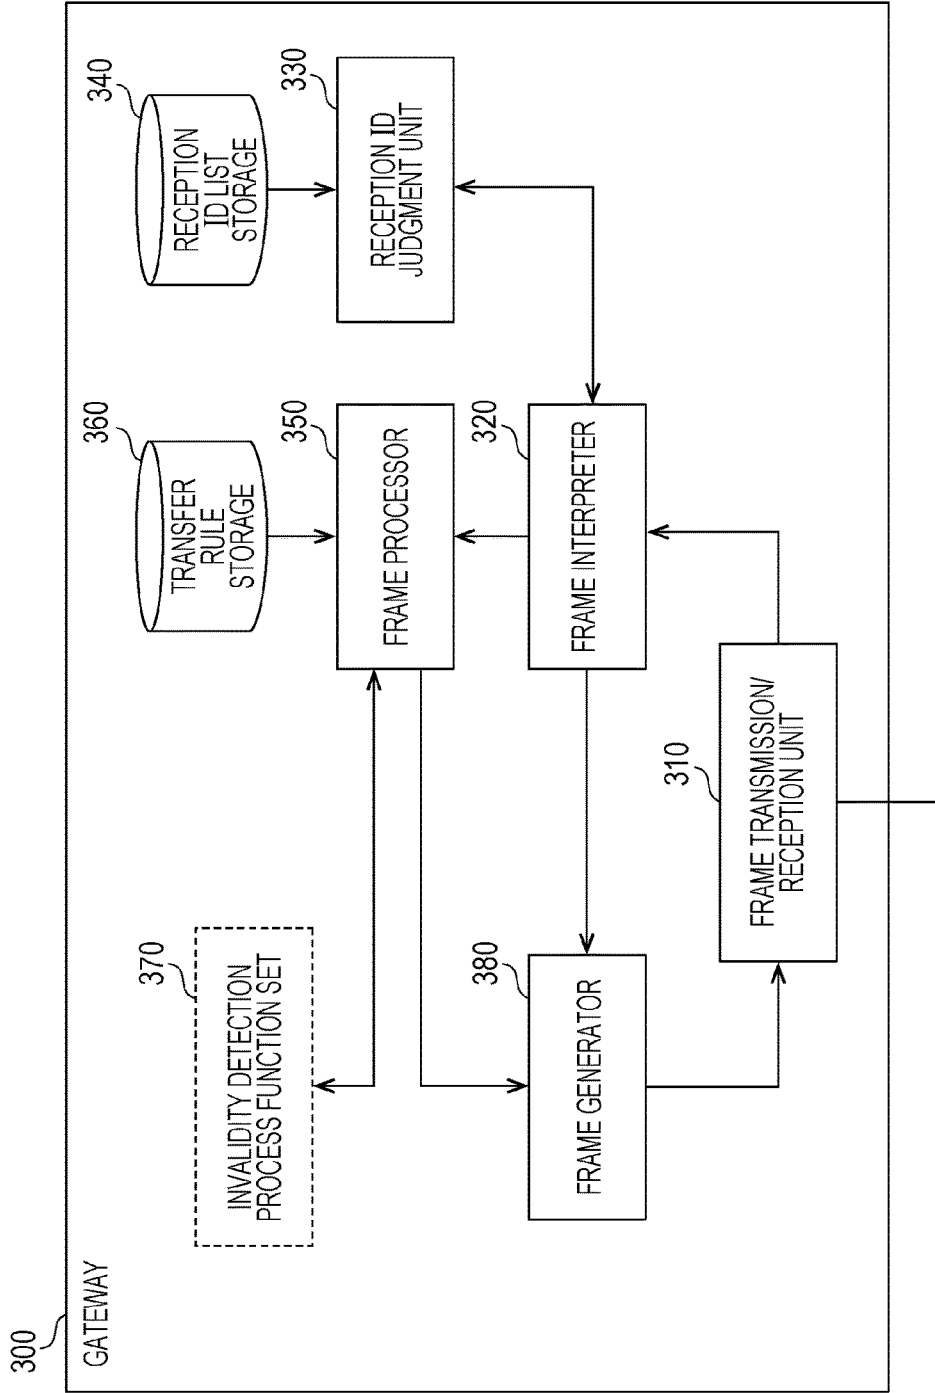 300
GATEWAY
370
INVALIDITY DETECTION
PROCESS FUNCTION SET
360
TRANSFER
RULE
STORAGE
340
RECEPTION
ID LIST
STORAGE
350
FRAME PROCESSOR
330
RECEPTION ID
JUDGMENT UNIT
380
FRAME GENERATOR
320
FRAME INTERPRETER
310
FRAME TRANSMISSION/
RECEPTION UNIT